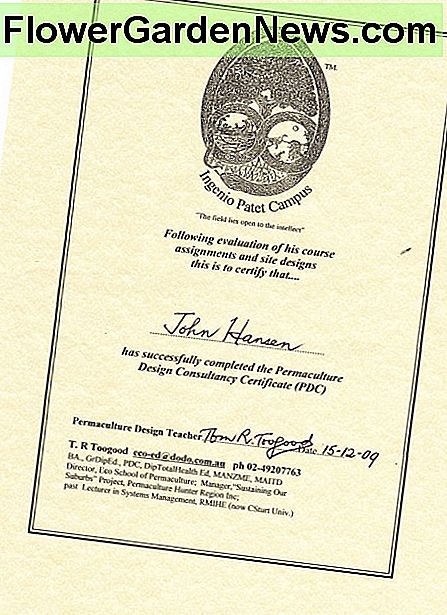 FlowerGardenNews.com
TM
Ingenio Patet Campus
"The field lies open to the intellect"
Following evaluation of his course
assignments and site designs
this is to certify that....
John Hansen
has successfully completed the Permaculture
Design Consultancy Certificate (PDC)
Permaculture Design Teacher Tom R. Toogood Date 15-12-09
T. R Toogood eco-ed@dodo.com.au ph 02-49207763
BA., GrDipEd., PDC, DipTotalHealth Ed, MANZME, MAITD
Director, Eco School of Permaculture; Manager,"Sustaining Our
Suburbs" Project, Permaculture Hunter Region Inc;
past Lecturer in Systems Management, RMIHE (now CSturt Univ.)